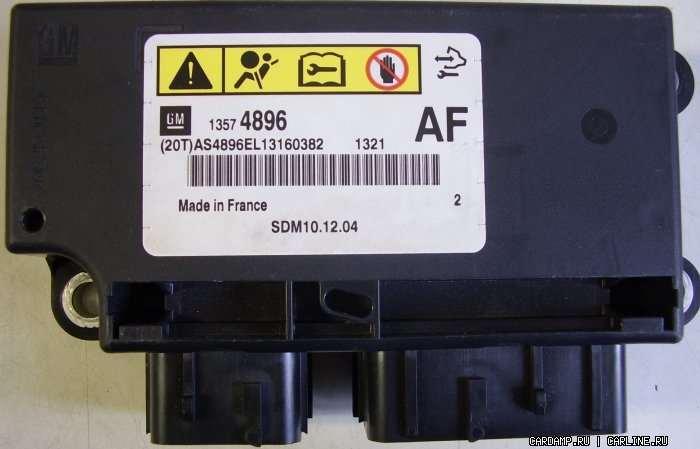 GM
GM 1357 4896 AF
(20T)AS4896EL13160382 1321
Made in France 2
SDM10.12.04
CARDAMP.RU | CARLINE.RU